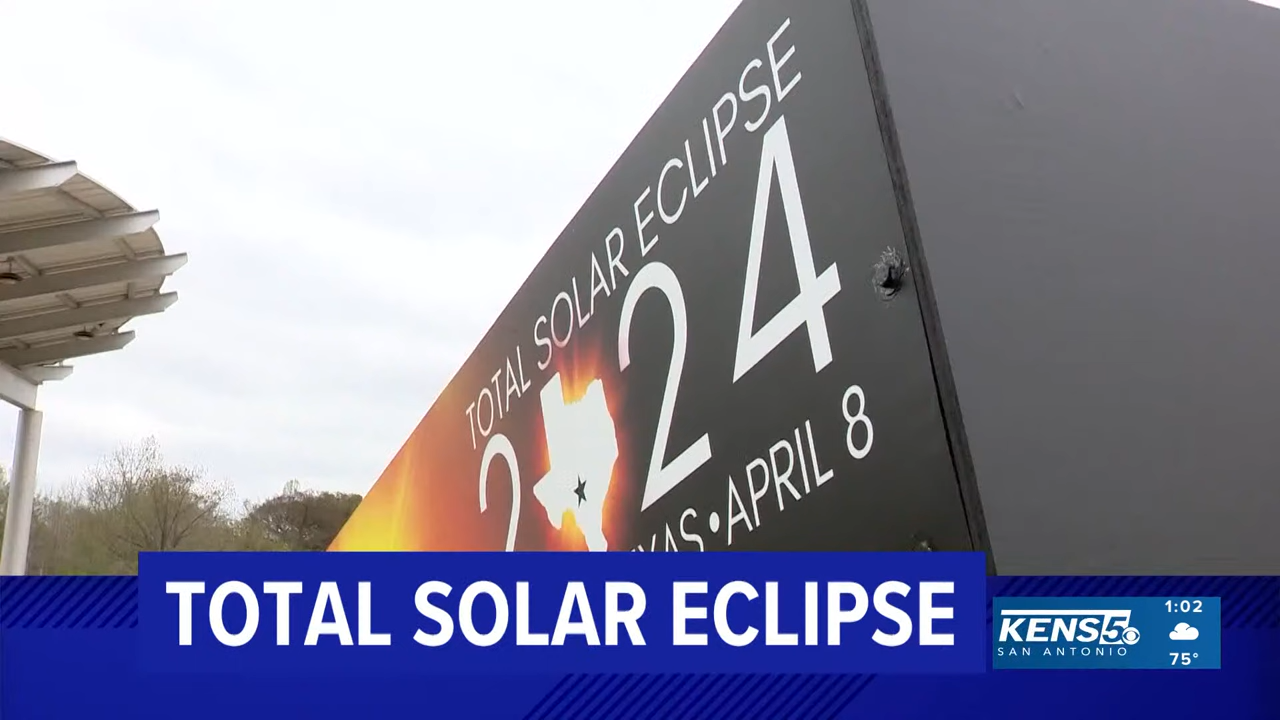 TOTAL SOLAR ECLIPSE
2 24
APRIL 8
TOTAL SOLAR ECLIPSE
KENS5
SAN ANTONIO
1:02
75°